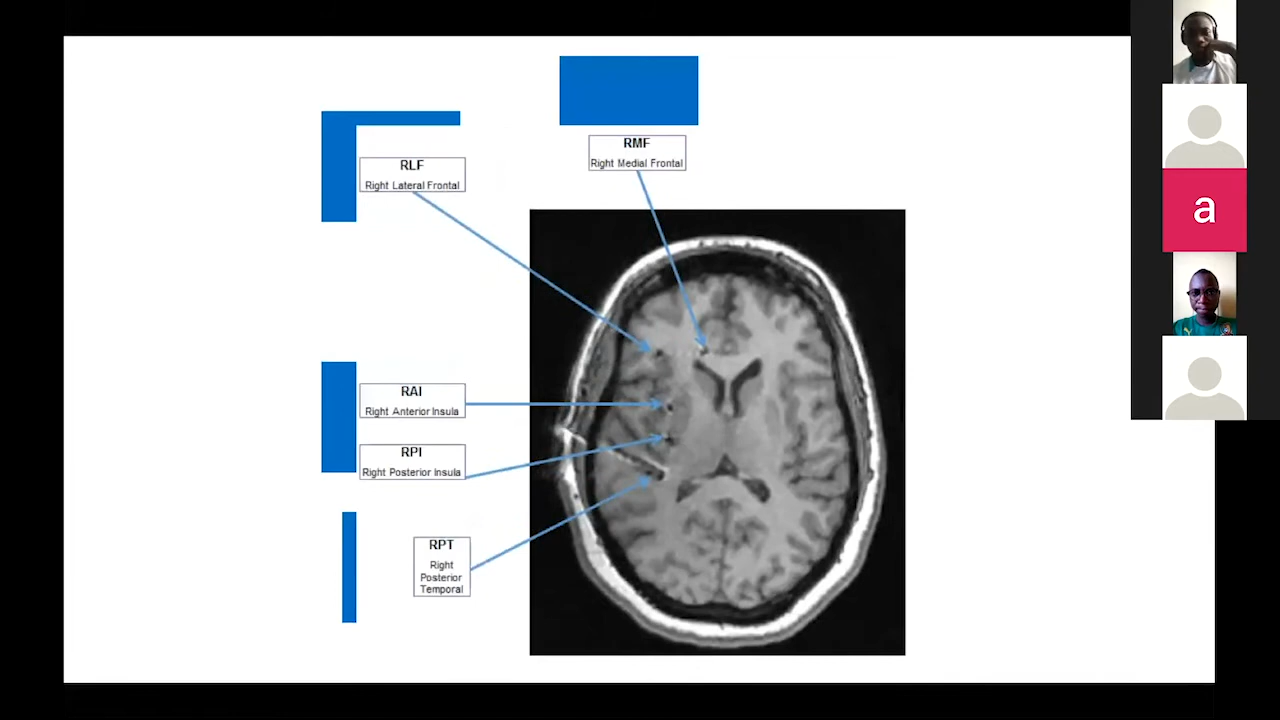 RMF
Right Medial Frontal
RLF
Right Lateral Frontal
RAI
Right Anterior Insula
RPI
Right Posterior Insula
RPT
Right
Posterior
Temporal
a